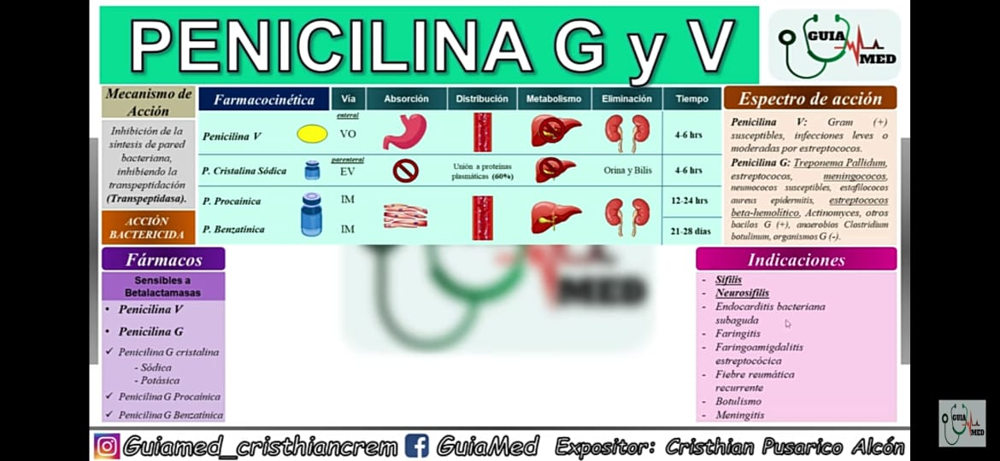 PENICILINA G y V
GUIA
MED
Mecanismo de
Acción
Inhibición de la
síntesis de pared
bacteriana,
inhibiendo la
transpeptidación
(Transpeptidasa).
ACCIÓN
BACTERICIDA
Farmacocinética Vía Absorción Distribución Metabolismo Eliminación Tiempo
enteral
Penicilina V VO 4-6 hrs
parenteral
P. Cristalina Sódica EV Unión a proteínas
plasmáticas (60%) Orina y Bilis 4-6 hrs
P. Procaínica IM 12-24 hrs
P. Benzatínica IM 21-28 días
Espectro de acción
Penicilina V: Gram (+)
susceptibles, infecciones leves o
moderadas por estreptococos.
Penicilina G: Treponema Pallidum,
estreptococos, meningococos,
neumococos susceptibles, estafilococos
aureus epidermitis, estreptococos
beta-hemolítico, Actinomyces, otros
bacilos G (+), anaerobios Clostridium
botulinum, organismos G (-).
Fármacos
Sensibles a
Betalactamasas
• Penicilina V
• Penicilina G
✓ Penicilina G cristalina
- Sódica
- Potásica
✓ Penicilina G Procaínica
✓ Penicilina G Benzatínica
MED
Indicaciones
- Sífilis
- Neurosífilis
- Endocarditis bacteriana
subaguda
- Faringitis
- Faringoamigdalitis
estreptocócica
- Fiebre reumática
recurrente
- Botulismo
- Meningitis
Guiamed_cristhiancrem GuiaMed Expositor: Cristhian Pusarico Alcón
GUIA
MED